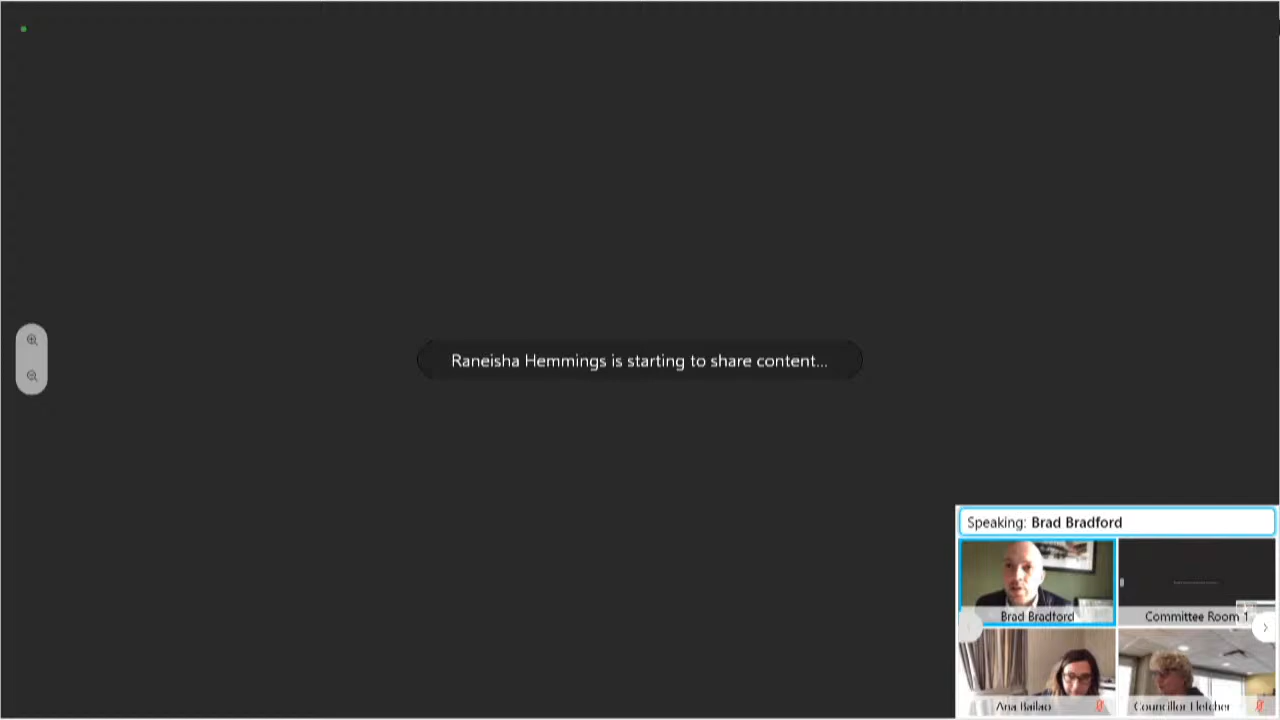 Raneisha Hemmings is starting to share content...
Speaking: Brad Bradford
Brad Bradford
Committee Room 1
Ana Bailao
Councillor Fletcher